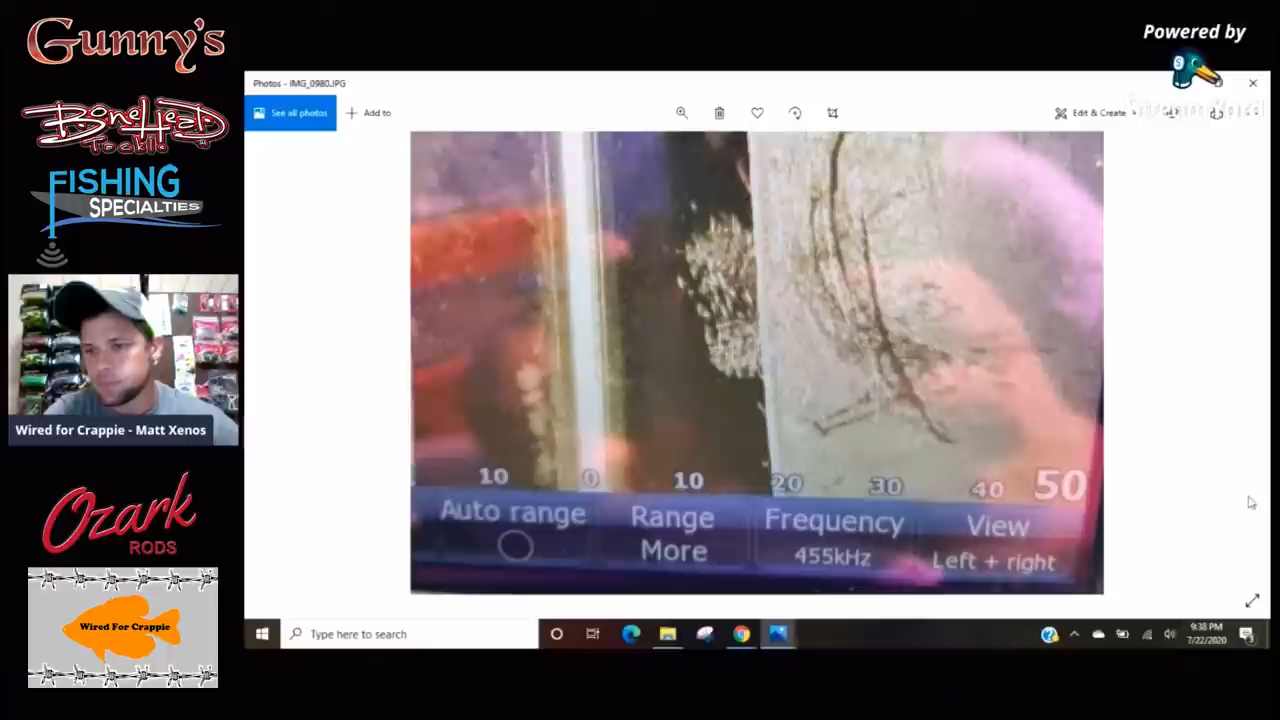 Gunny's
BoneHead
Tackle
FISHING
SPECIALTIES
Wired for Crappie - Matt Xenos
Ozark
RODS
Wired For Crappie
Powered by
S
Photos - IMG_0980.JPG
See all photos
Add to
Edit & Create
10 0 10 20 30 40 50
Auto range
Range
More
Frequency
455kHz
View
Left + right
Type here to search
9:38 PM
7/22/2020